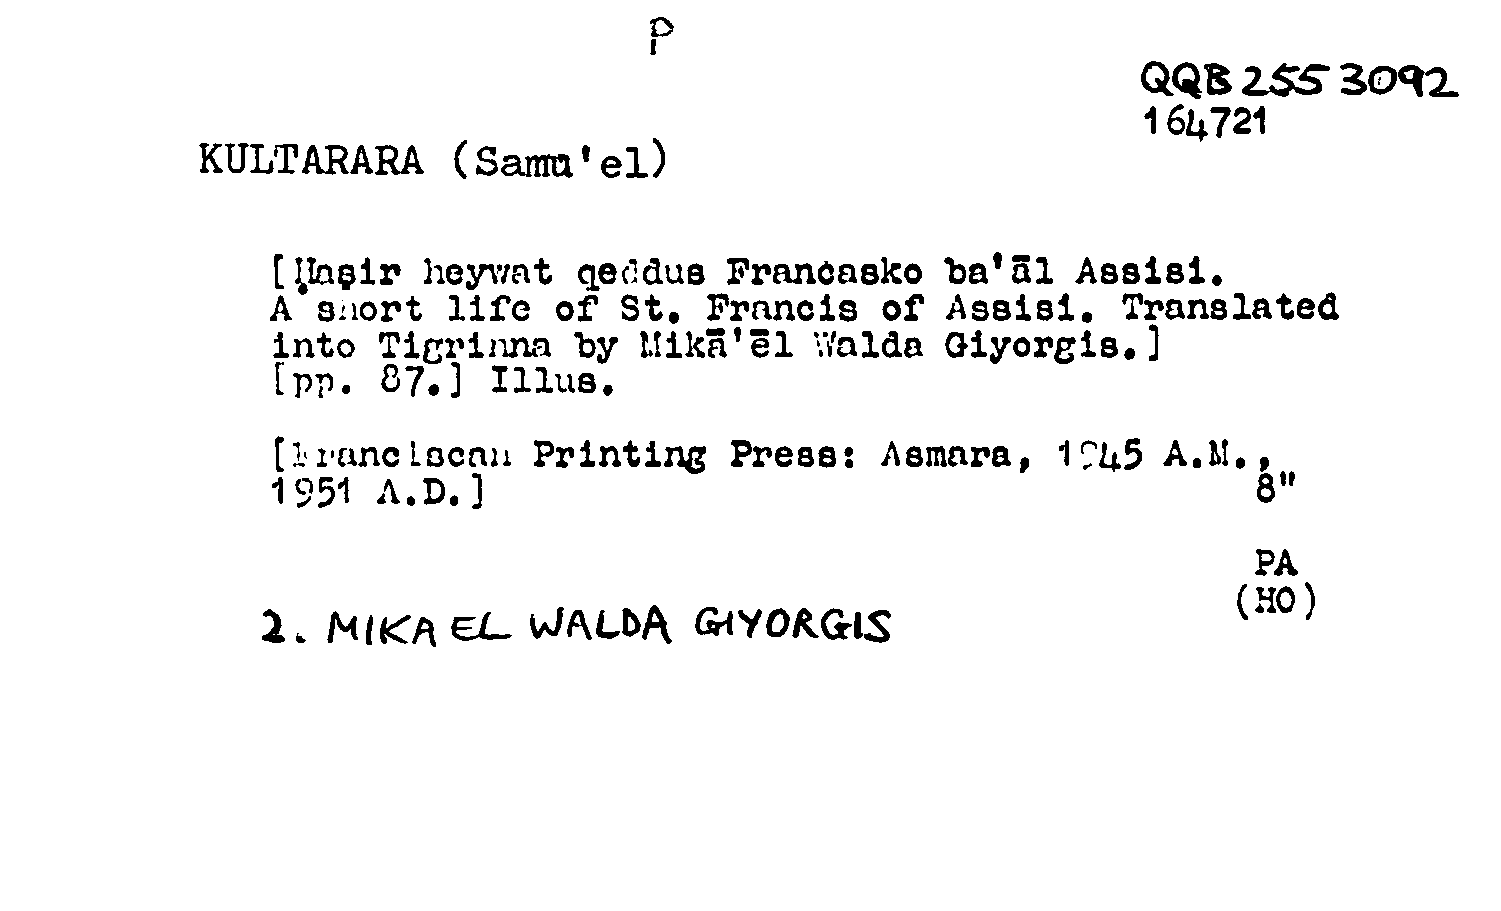 P
QQB 255 3092
164721
KULTARARA (Samu'el)
[Ḥaṣir heywat qeddus Francasko ba'āl Assisi.
A short life of St. Francis of Assisi. Translated
into Tigrinna by Mikā'ēl Walda Giyorgis.]
[pp. 87.] Illus.
[Franciscan Printing Press: Asmara, 1945 A.M.,
1951 A.D.]
8"
PA
(HO)
2. MIKAEL WALDA GIYORGIS